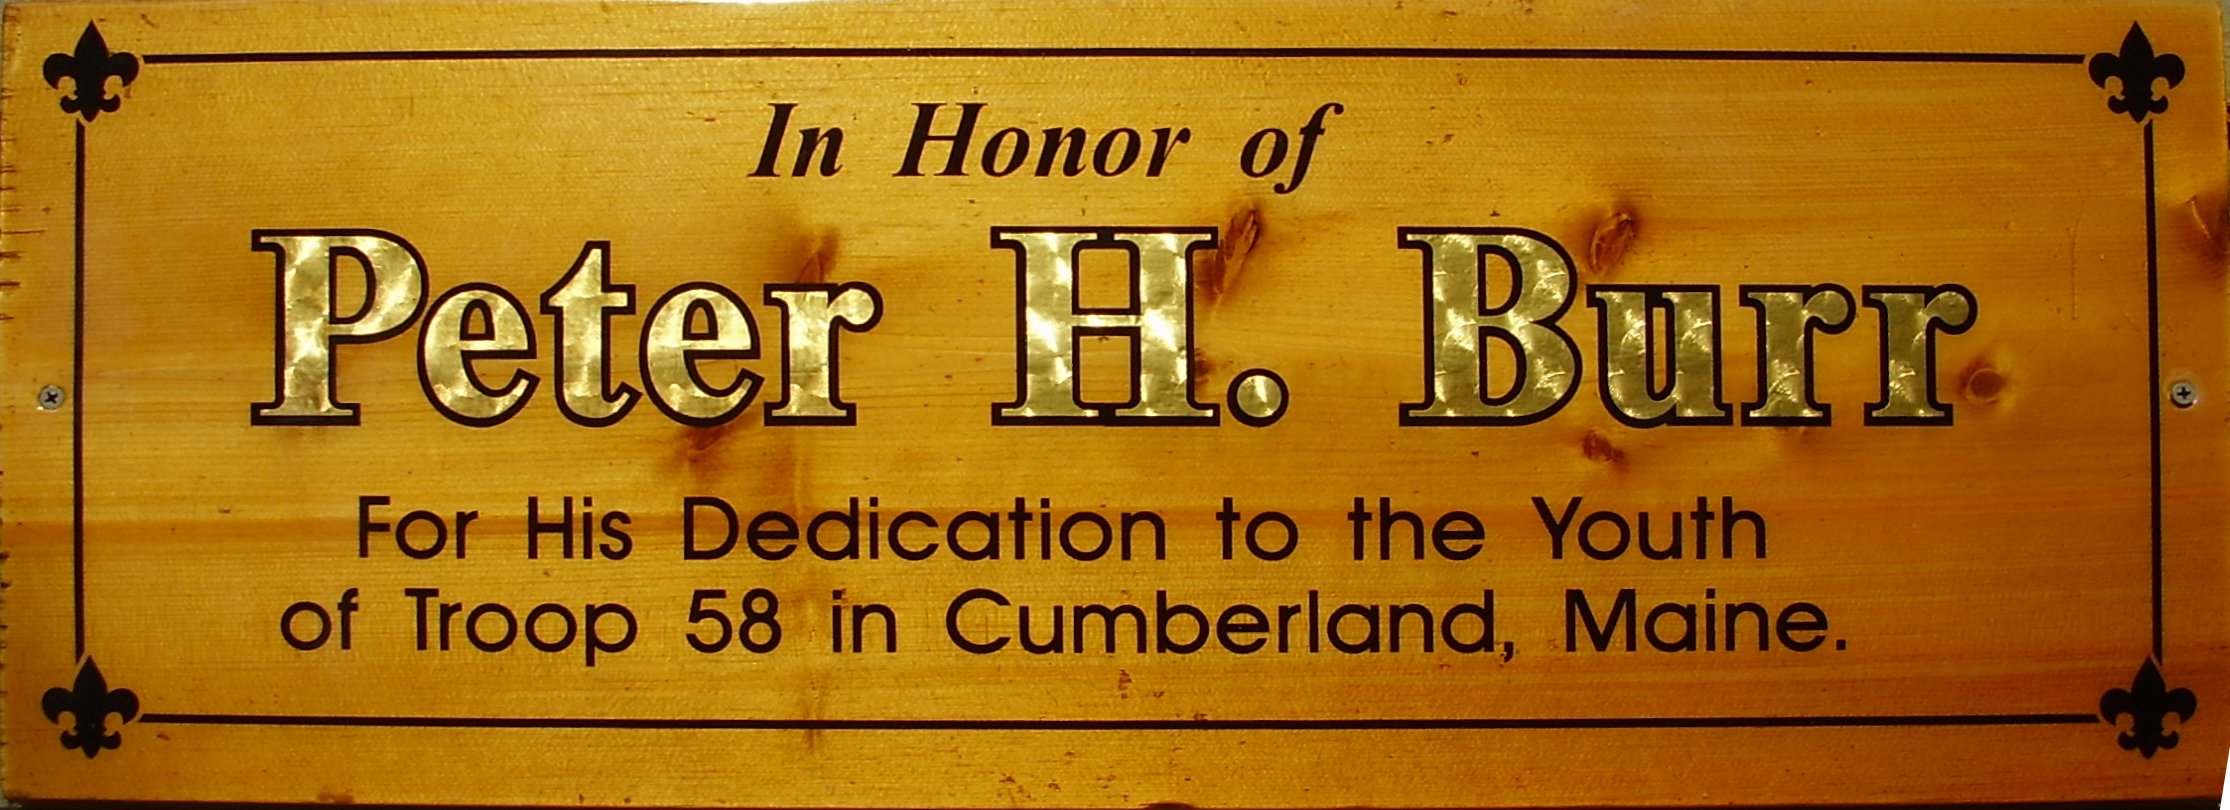 In Honor of
Peter H. Burr
For His Dedication to the Youth
of Troop 58 in Cumberland, Maine.